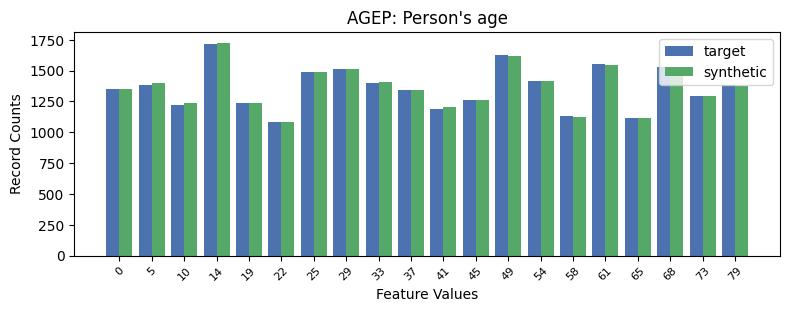 AGEP: Person's age
target
synthetic
Record Counts
1750
1500
1250
1000
750
500
250
0
0 5 10 14 19 22 25 29 33 37 41 45 49 54 58 61 65 68 73 79
Feature Values